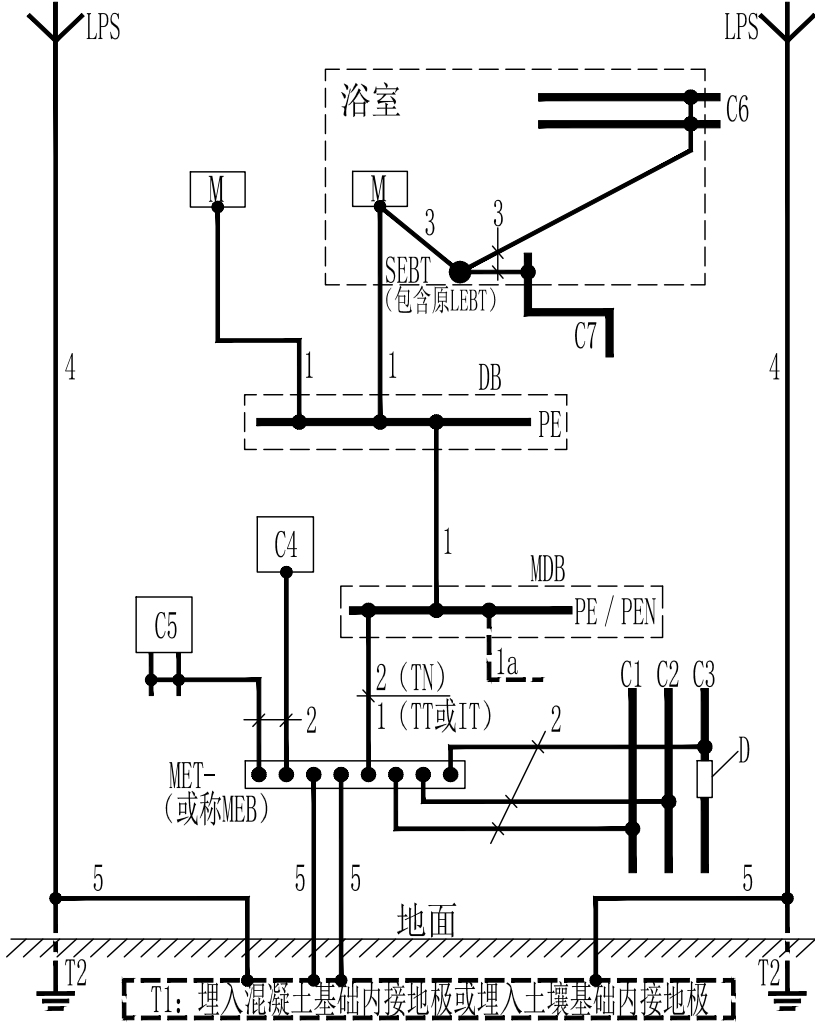 LPS
LPS
浴室
C6
M
M
3
3
SEBT
(包含原LEBT)
C7
4
4
1
1
DB
PE
1
C4
MDB
C5
PE / PEN
1a
2 (TN)
1 (TT或IT)
C1
C2
C3
2
2
D
MET-
(或称MEB)
5
5
5
5
地面
T2
T2
T1: 埋入混凝土基础内接地极或埋入土壤基础内接地极